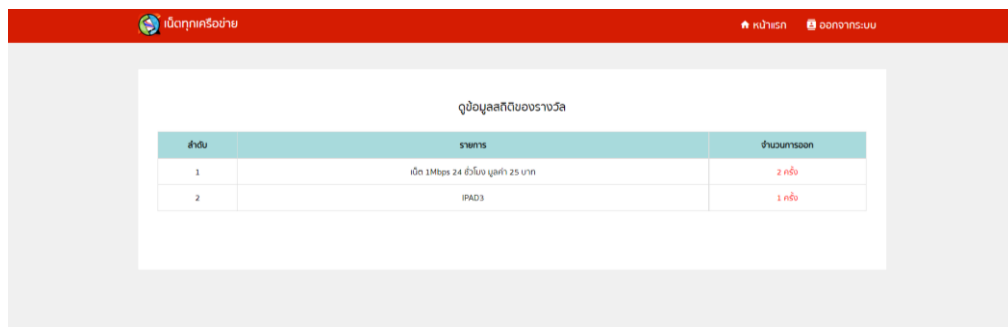 เน็ตทุกเครือข่าย หน้าแรก ออกจากระบบ
ดูข้อมูลสถิติของรางวัล
ลำดับ รายการ จำนวนการออก
1 เน็ต 1Mbps 24 ชั่วโมง มูลค่า 25 บาท 2 ครั้ง
2 IPAD3 1 ครั้ง